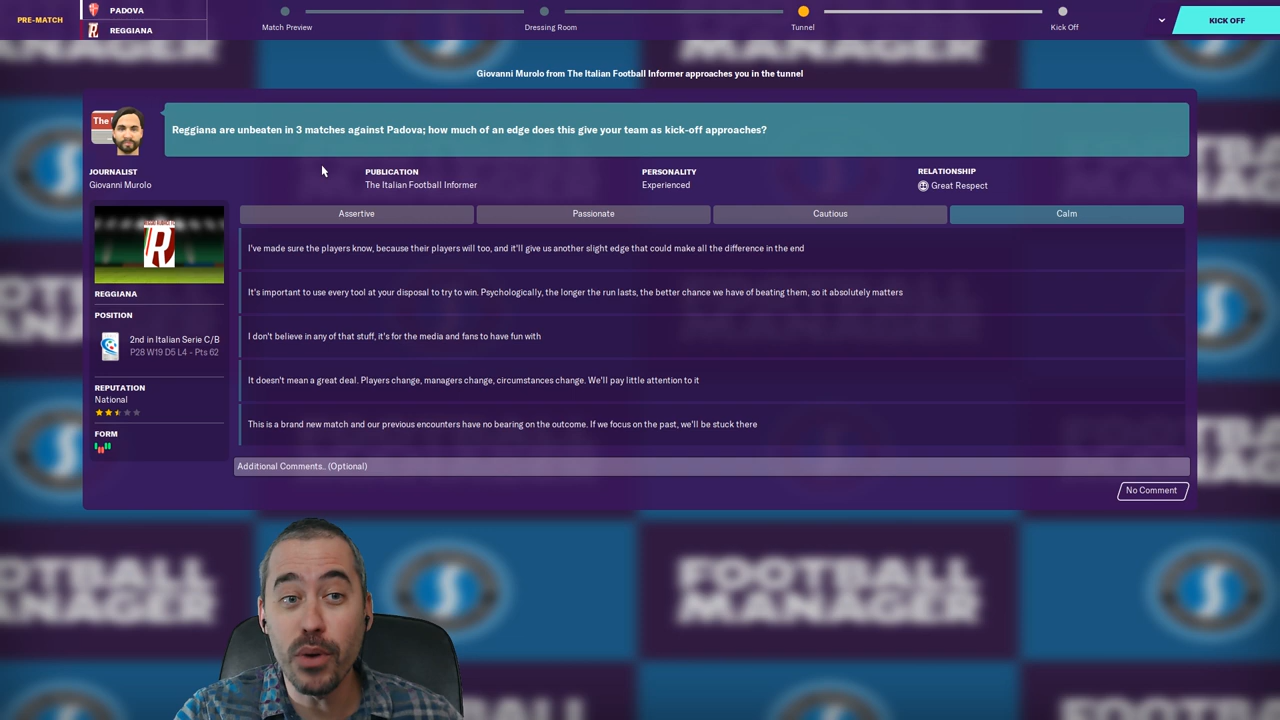 PRE-MATCH
PADOVA
REGGIANA
Match Preview
Dressing Room
Tunnel
Kick Off
KICK OFF
Giovanni Murolo from The Italian Football Informer approaches you in the tunnel
The
Reggiana are unbeaten in 3 matches against Padova; how much of an edge does this give your team as kick-off approaches?
JOURNALIST
Giovanni Murolo
PUBLICATION
The Italian Football Informer
PERSONALITY
Experienced
RELATIONSHIP
Great Respect
Assertive
Passionate
Cautious
Calm
I've made sure the players know, because their players will too, and it'll give us another slight edge that could make all the difference in the end
It's important to use every tool at your disposal to try to win. Psychologically, the longer the run lasts, the better chance we have of beating them, so it absolutely matters
I don't believe in any of that stuff, it's for the media and fans to have fun with
It doesn't mean a great deal. Players change, managers change, circumstances change. We'll pay little attention to it
This is a brand new match and our previous encounters have no bearing on the outcome. If we focus on the past, we'll be stuck there
R
REGGIANA
POSITION
2nd in Italian Serie C/B
P28 W19 D5 L4 - Pts 62
REPUTATION
National
FORM
Additional Comments.. (Optional)
No Comment
FOOTBALL
MANAGER